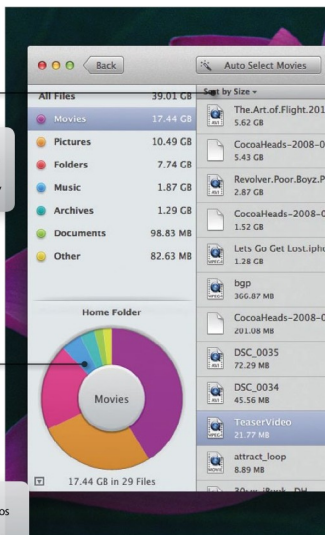 Back
Auto Select Movies
All Files 39.01 GB
Movies 17.44 GB
Pictures 10.49 GB
Folders 7.74 GB
Music 1.87 GB
Archives 1.29 GB
Documents 98.83 MB
Other 82.63 MB
Home Folder
Movies
17.44 GB in 29 Files
Sort by Size
The.Art.of.Flight.201
5.62 GB
CocoaHeads-2008-0
5.43 GB
Revolver.Poor.Boyz.P
2.87 GB
CocoaHeads-2008-0
1.52 GB
Lets Go Get Lost.iph
1.28 GB
bgp
366.87 MB
CocoaHeads-2008-0
201.08 MB
DSC_0035
72.29 MB
DSC_0034
45.56 MB
TeaserVideo
21.77 MB
attract_loop
8.89 MB
os